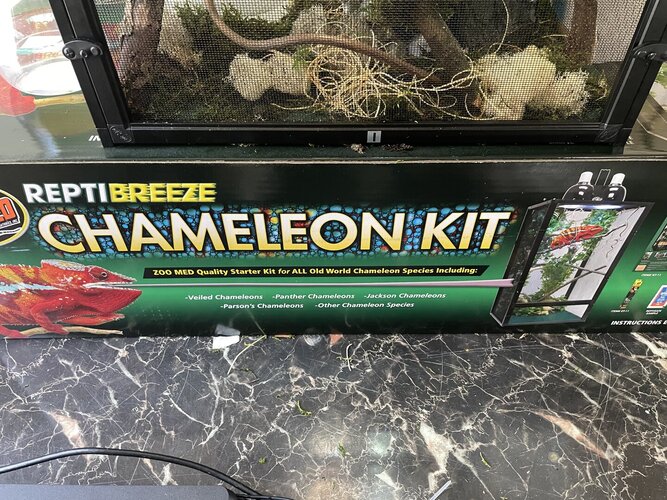 REPTIBREEZE
CHAMELEON KIT
ZOO MED Quality Starter Kit for ALL Old World Chameleon Species Including:
-Veiled Chameleons -Panther Chameleons -Jackson Chameleons
-Parson's Chameleons -Other Chameleon Species
INSTRUCTIONS